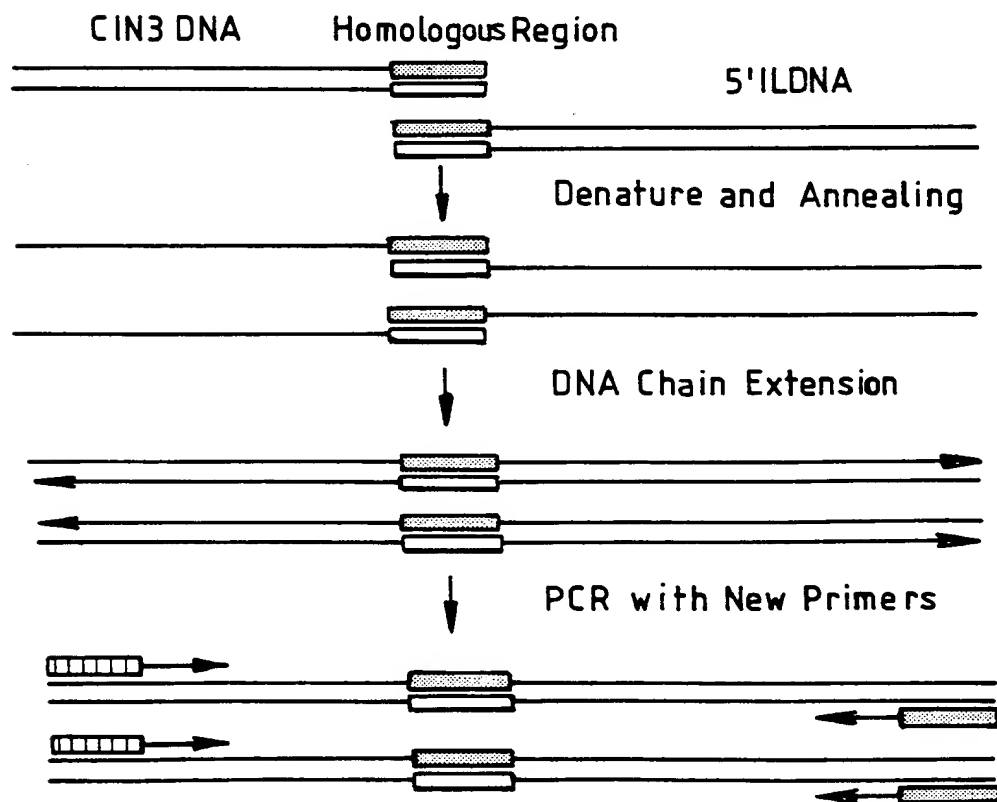 CIN3 DNA
Homologous Region
5'ILDNA
Denature and Annealing
DNA Chain Extension
PCR with New Primers